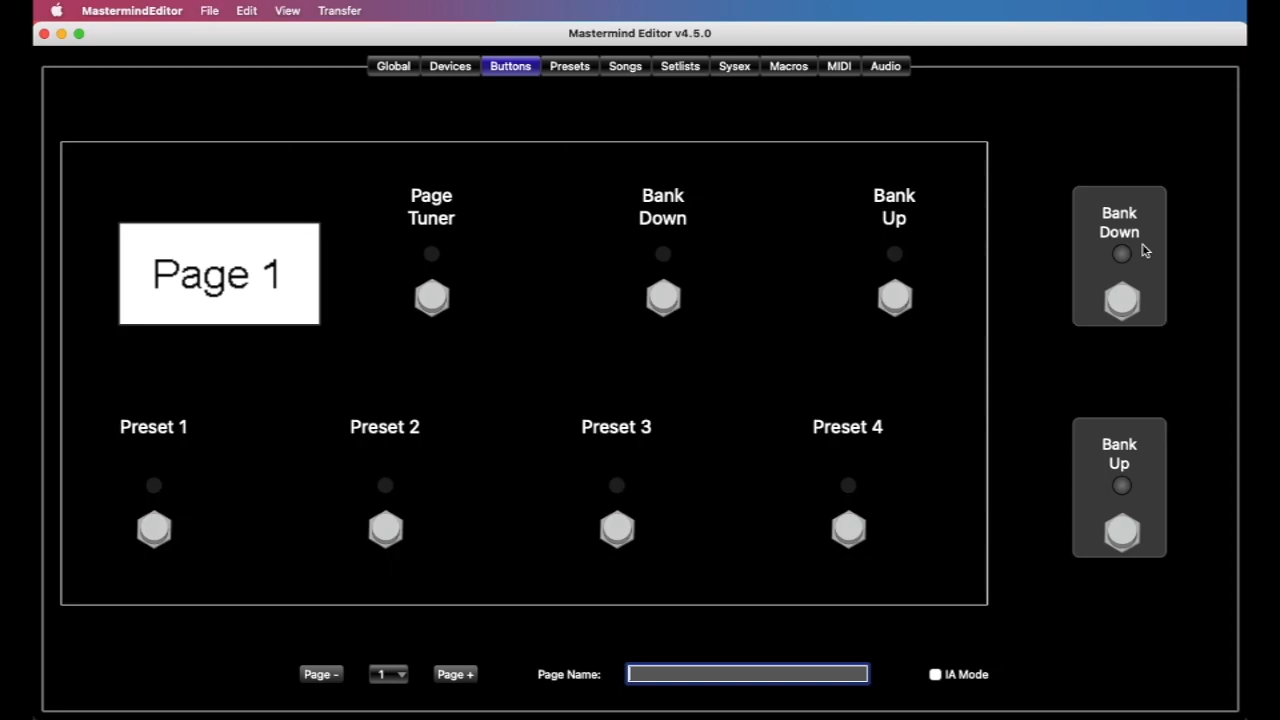 MastermindEditor File Edit View Transfer
Mastermind Editor v4.5.0
Global Devices Buttons Presets Songs Setlists Sysex Macros MIDI Audio
Page 1
Page
Tuner
Bank
Down
Bank
Up
Bank
Down
Preset 1
Preset 2
Preset 3
Preset 4
Bank
Up
Page - 1 Page + Page Name: IA Mode